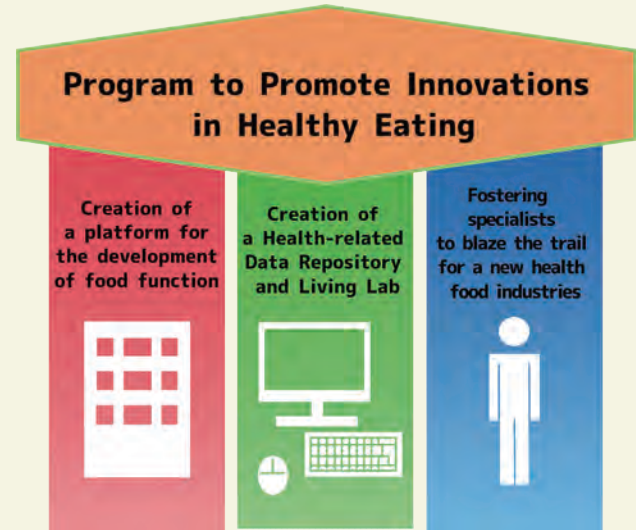 Program to Promote Innovations
in Healthy Eating
Creation of
a platform for
the development
of food function
Creation of
a Health-related
Data Repository
and Living Lab
Fostering
specialists
to blaze the trail
for a new health
food industries